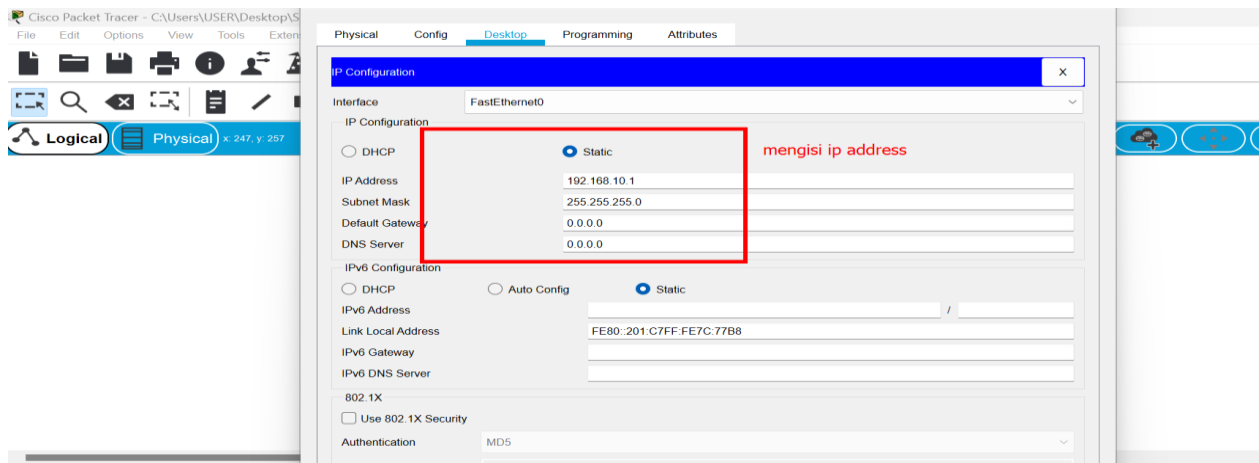 Cisco Packet Tracer - C:\Users\USER\Desktop\S
File Edit Options View Tools Exten
Logical Physical x: 247, y: 257
Physical Config Desktop Programming Attributes
IP Configuration X
Interface FastEthernet0
IP Configuration
DHCP Static mengisi ip address
IP Address 192.168.10.1
Subnet Mask 255.255.255.0
Default Gateway 0.0.0.0
DNS Server 0.0.0.0
IPv6 Configuration
DHCP Auto Config Static
IPv6 Address /
Link Local Address FE80::201:C7FF:FE7C:77B8
IPv6 Gateway
IPv6 DNS Server
802.1X
Use 802.1X Security
Authentication MD5